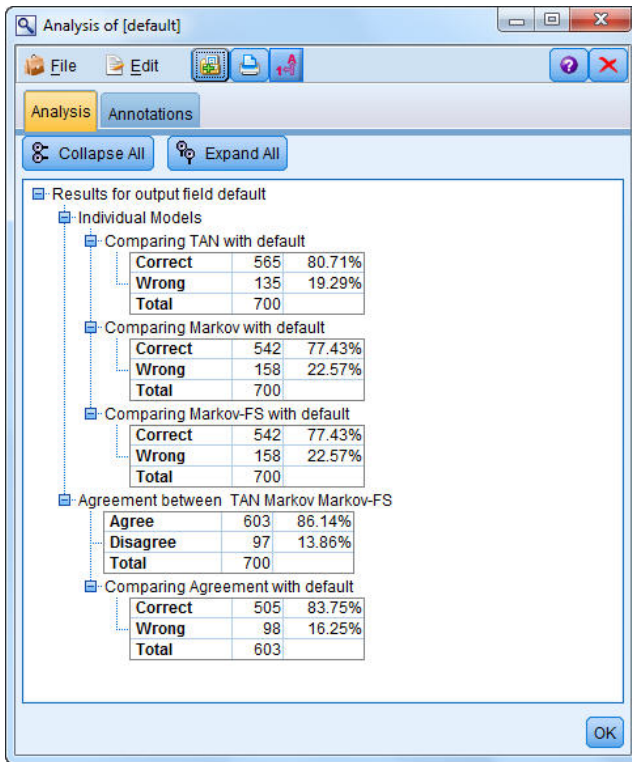 Analysis of [default]
File Edit
Analysis Annotations
Collapse All Expand All
Results for output field default
Individual Models
Comparing TAN with default
Correct 565 80.71%
Wrong 135 19.29%
Total 700
Comparing Markov with default
Correct 542 77.43%
Wrong 158 22.57%
Total 700
Comparing Markov-FS with default
Correct 542 77.43%
Wrong 158 22.57%
Total 700
Agreement between TAN Markov Markov-FS
Agree 603 86.14%
Disagree 97 13.86%
Total 700
Comparing Agreement with default
Correct 505 83.75%
Wrong 98 16.25%
Total 603
OK